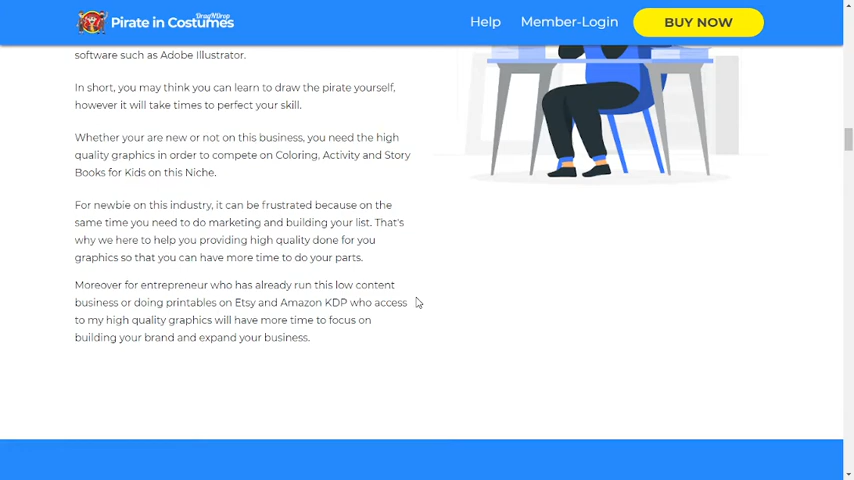 Drag'N'Drop
Pirate in Costumes
Help
Member-Login
BUY NOW
software such as Adobe Illustrator.
In short, you may think you can learn to draw the pirate yourself,
however it will take times to perfect your skill.
Whether your are new or not on this business, you need the high
quality graphics in order to compete on Coloring, Activity and Story
Books for Kids on this Niche.
For newbie on this industry, it can be frustrated because on the
same time you need to do marketing and building your list. That's
why we here to help you providing high quality done for you
graphics so that you can have more time to do your parts.
Moreover for entrepreneur who has already run this low content
business or doing printables on Etsy and Amazon KDP who access
to my high quality graphics will have more time to focus on
building your brand and expand your business.